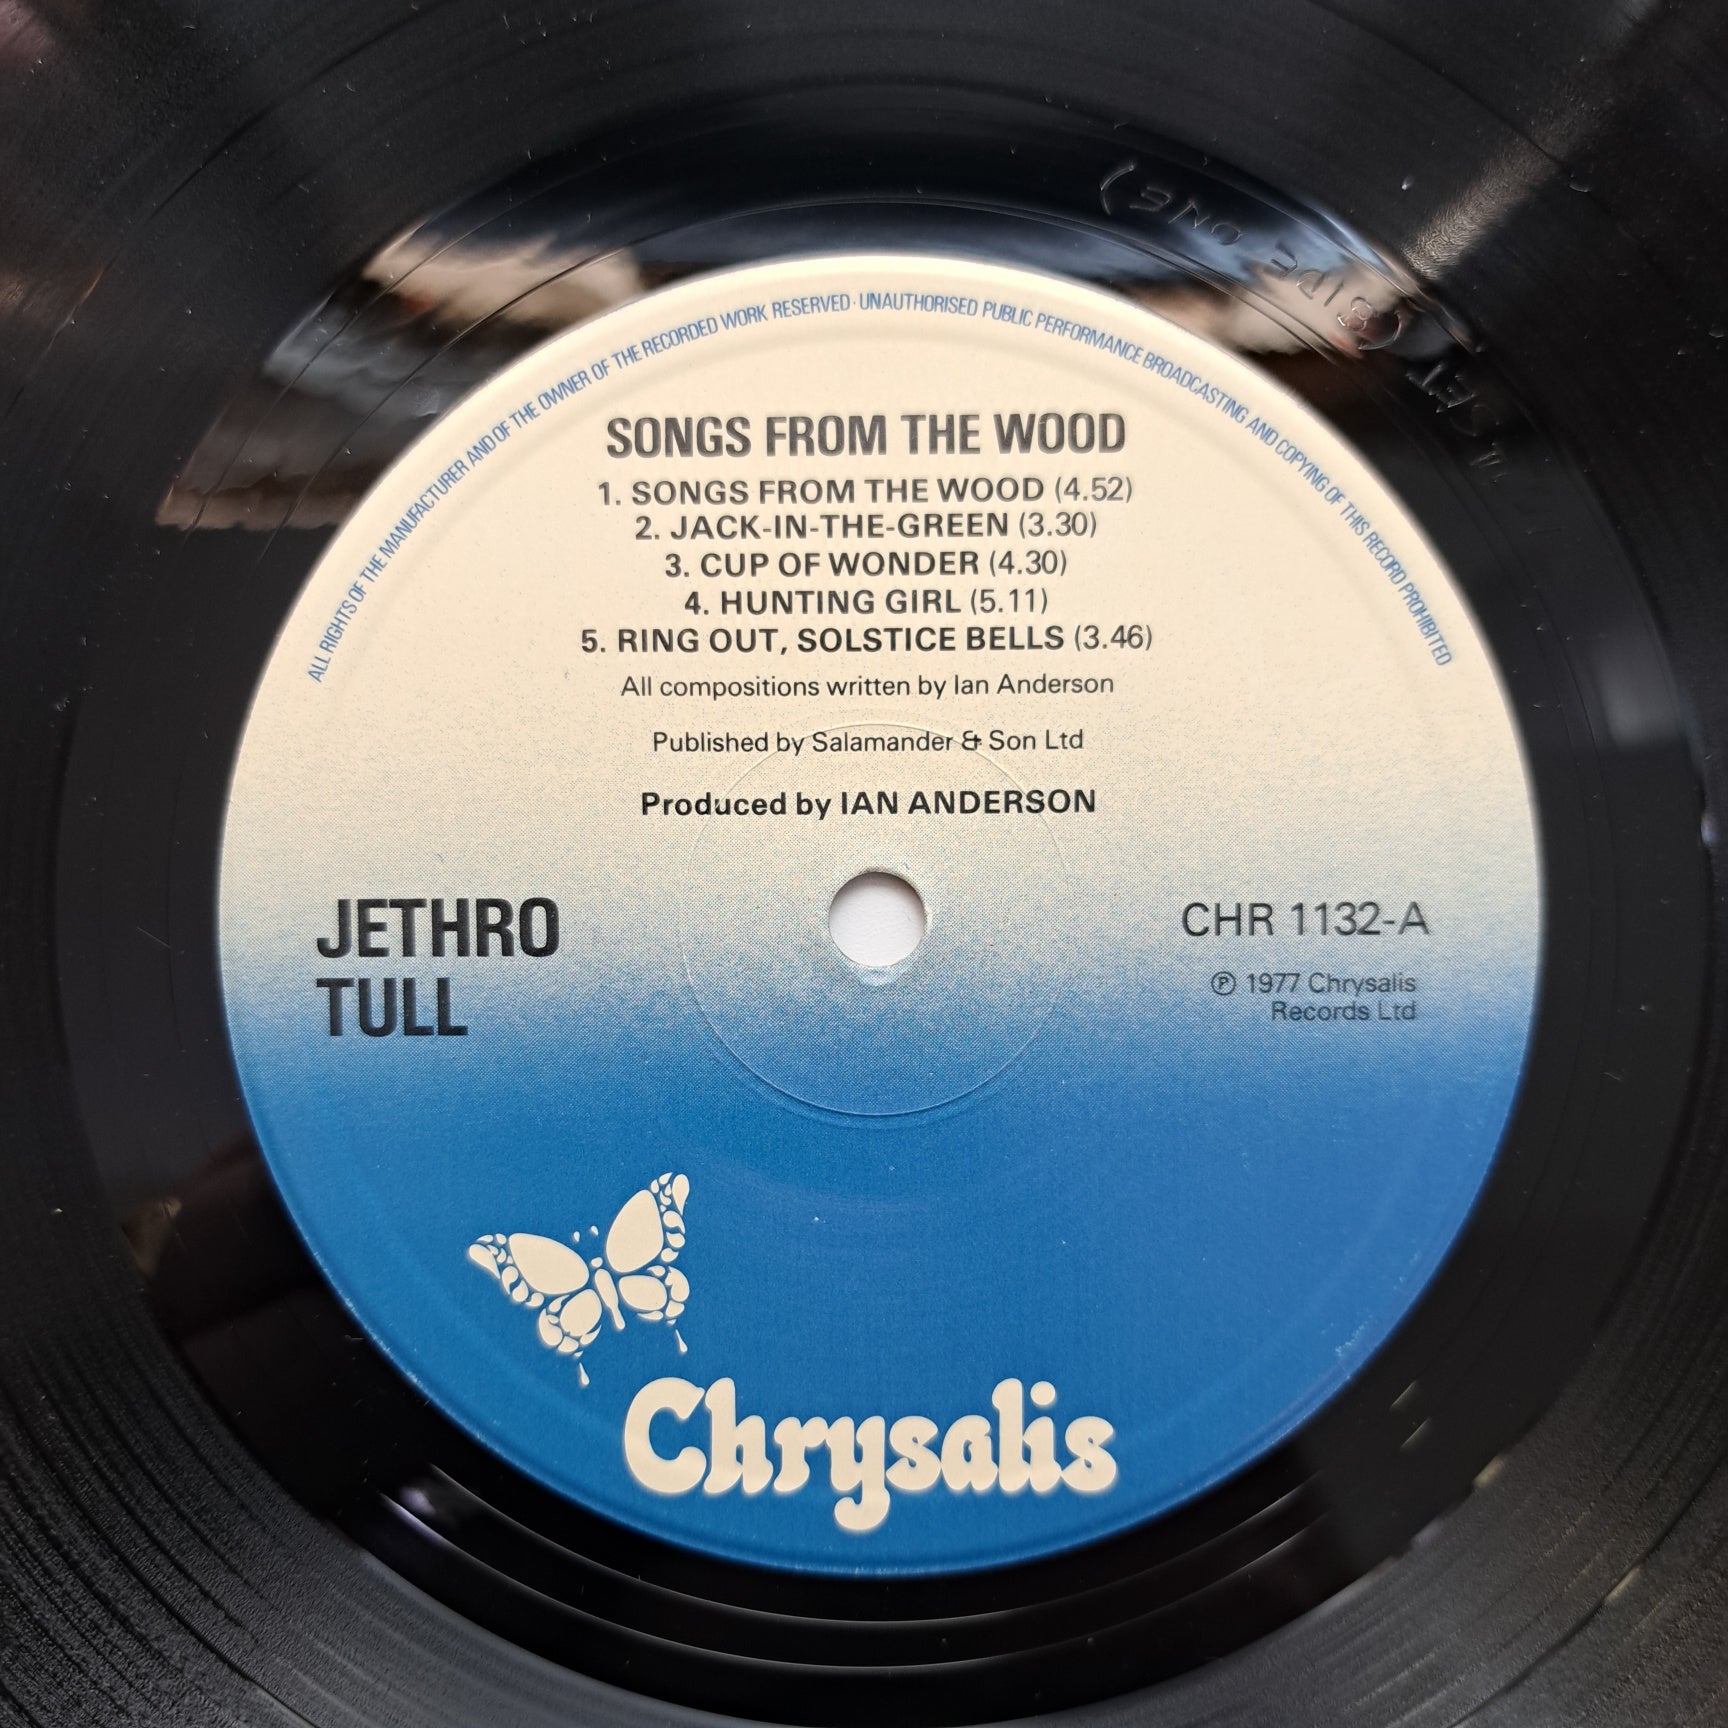 ALL RIGHTS OF THE MANUFACTURER AND OF THE OWNER OF THE RECORDED WORK RESERVED · UNAUTHORISED PUBLIC PERFORMANCE BROADCASTING AND COPYING OF THIS RECORD PROHIBITED
SONGS FROM THE WOOD
1. SONGS FROM THE WOOD (4.52)
2. JACK-IN-THE-GREEN (3.30)
3. CUP OF WONDER (4.30)
4. HUNTING GIRL (5.11)
5. RING OUT, SOLSTICE BELLS (3.46)
All compositions written by Ian Anderson
Published by Salamander & Son Ltd
Produced by IAN ANDERSON
JETHRO
TULL
CHR 1132-A
Ⓟ 1977 Chrysalis
Records Ltd
Chrysalis
(SIDE ONE)